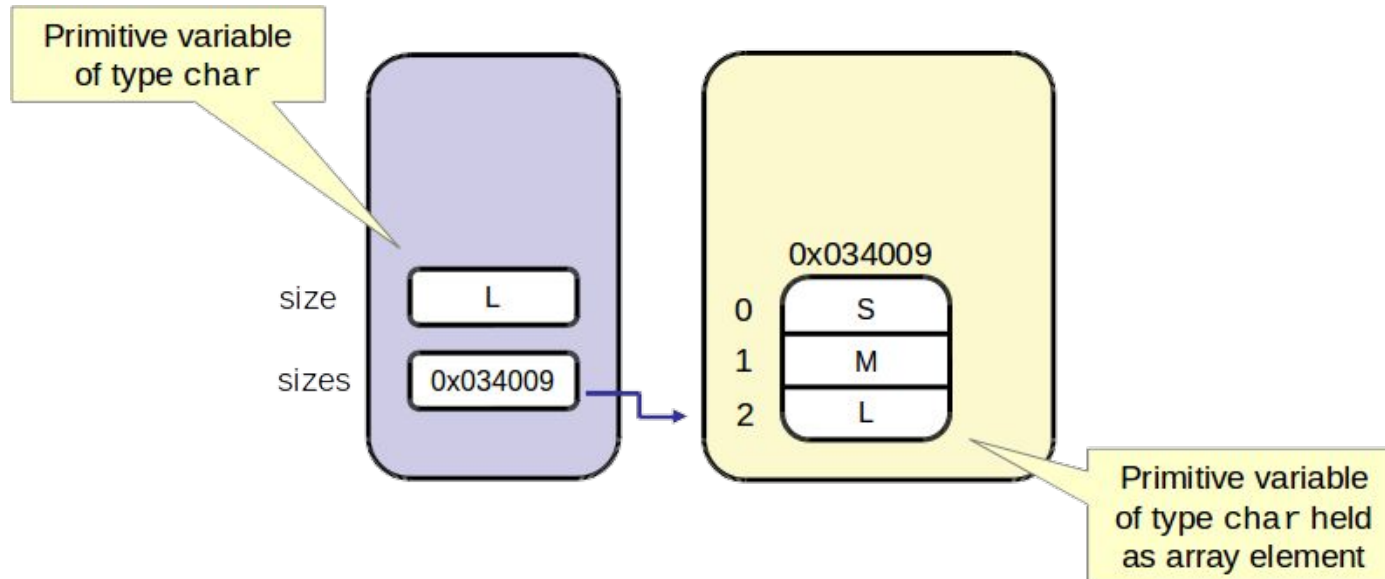 Primitive variable
of type char
size
L
sizes
0x034009
0x034009
0
S
1
M
2
L
Primitive variable
of type char held
as array element